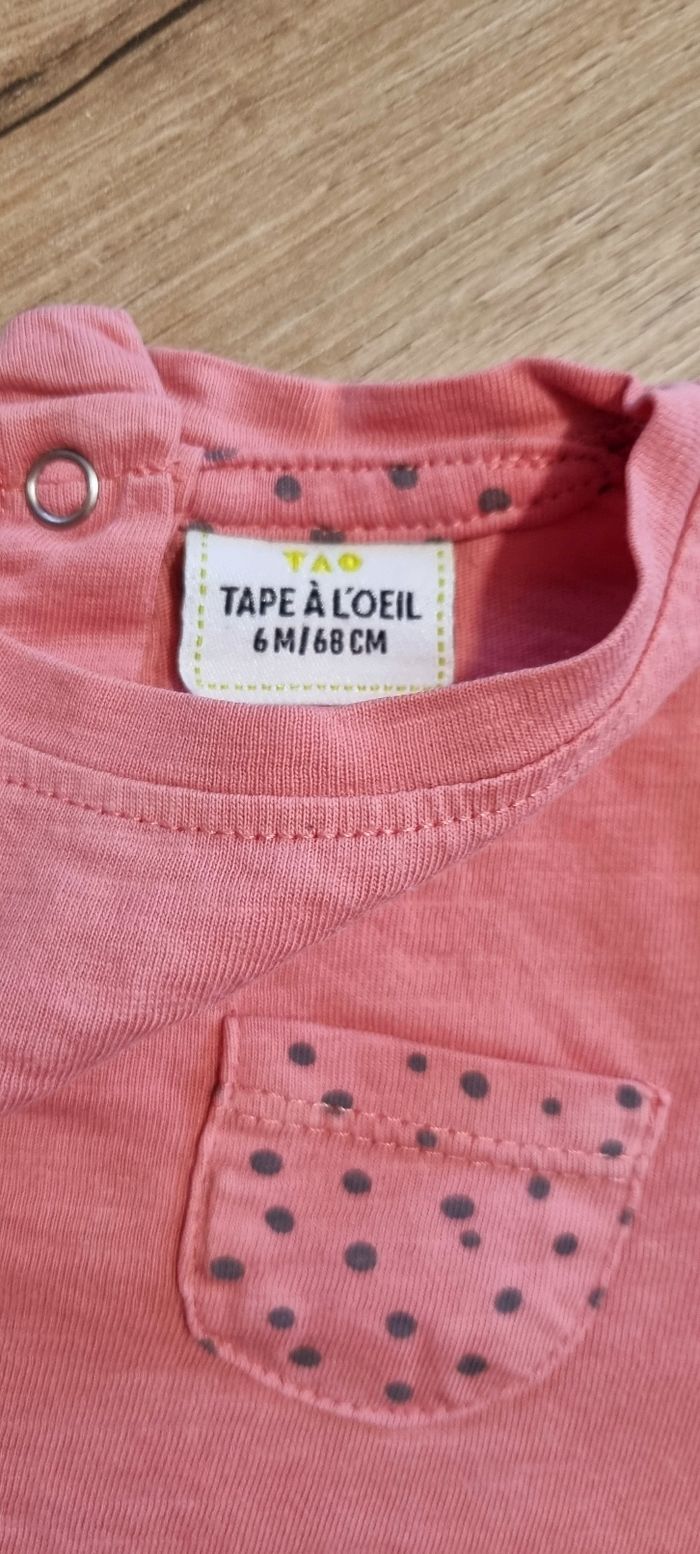 TAO
TAPE À L'OEIL
6M/68CM